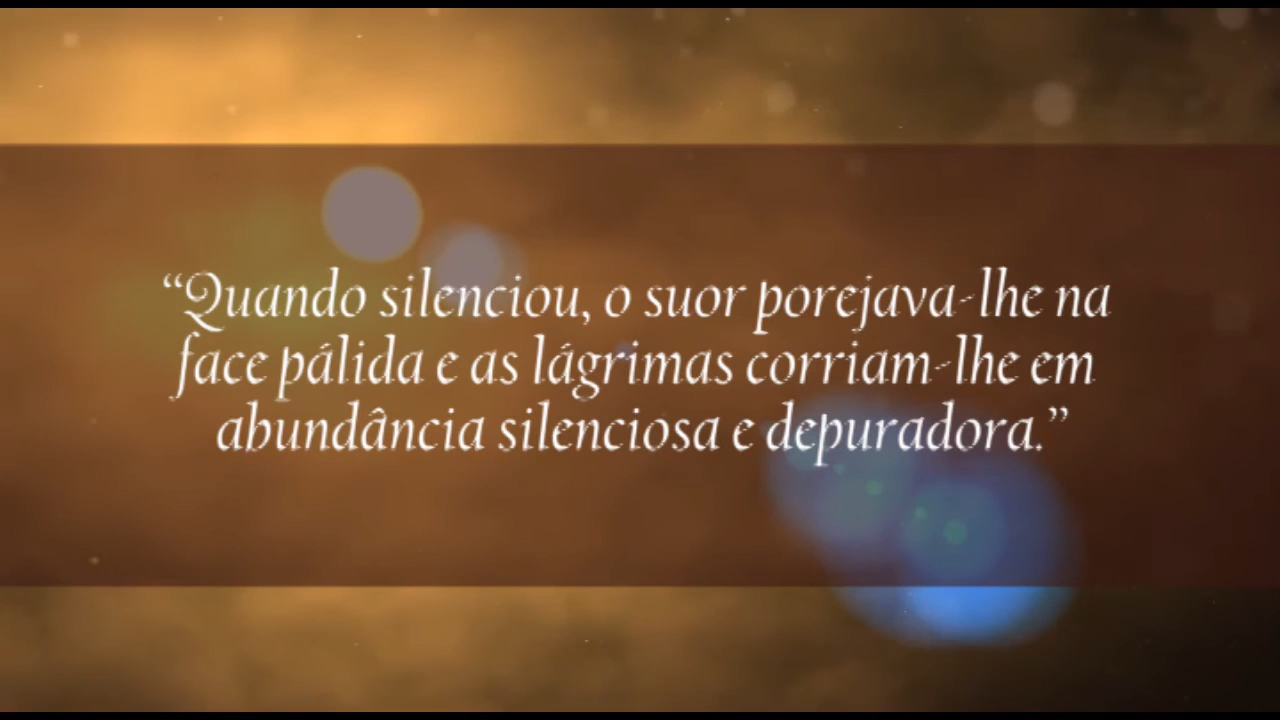 “Quando silenciou, o suor porejava-lhe na
face pálida e as lágrimas corriam-lhe em
abundância silenciosa e depuradora.”